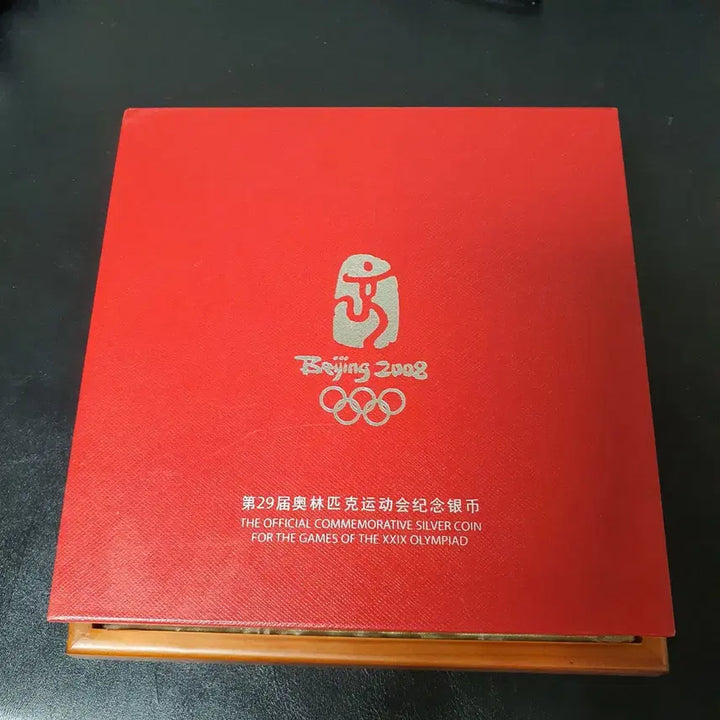 Beijing 2008
第29届奥林匹克运动会纪念银币
THE OFFICIAL COMMEMORATIVE SILVER COIN
FOR THE GAMES OF THE XXIX OLYMPIAD